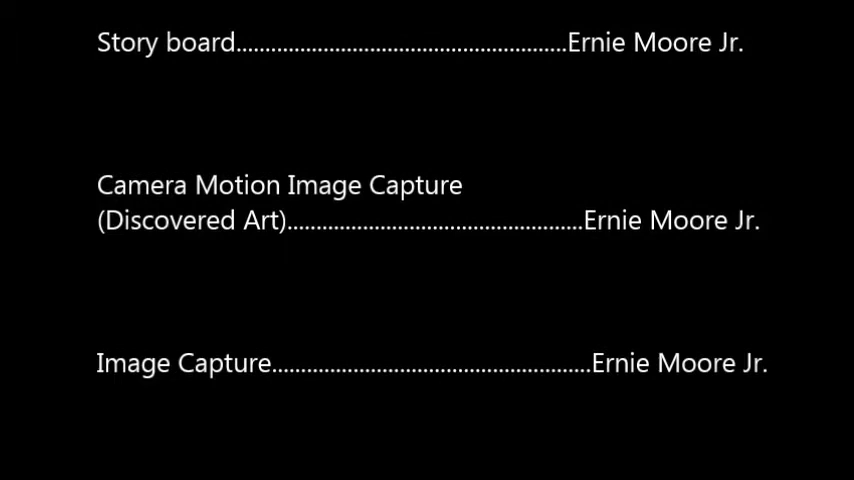 Story board.........................................................Ernie Moore Jr.
Camera Motion Image Capture
(Discovered Art)...................................................Ernie Moore Jr.
Image Capture.......................................................Ernie Moore Jr.